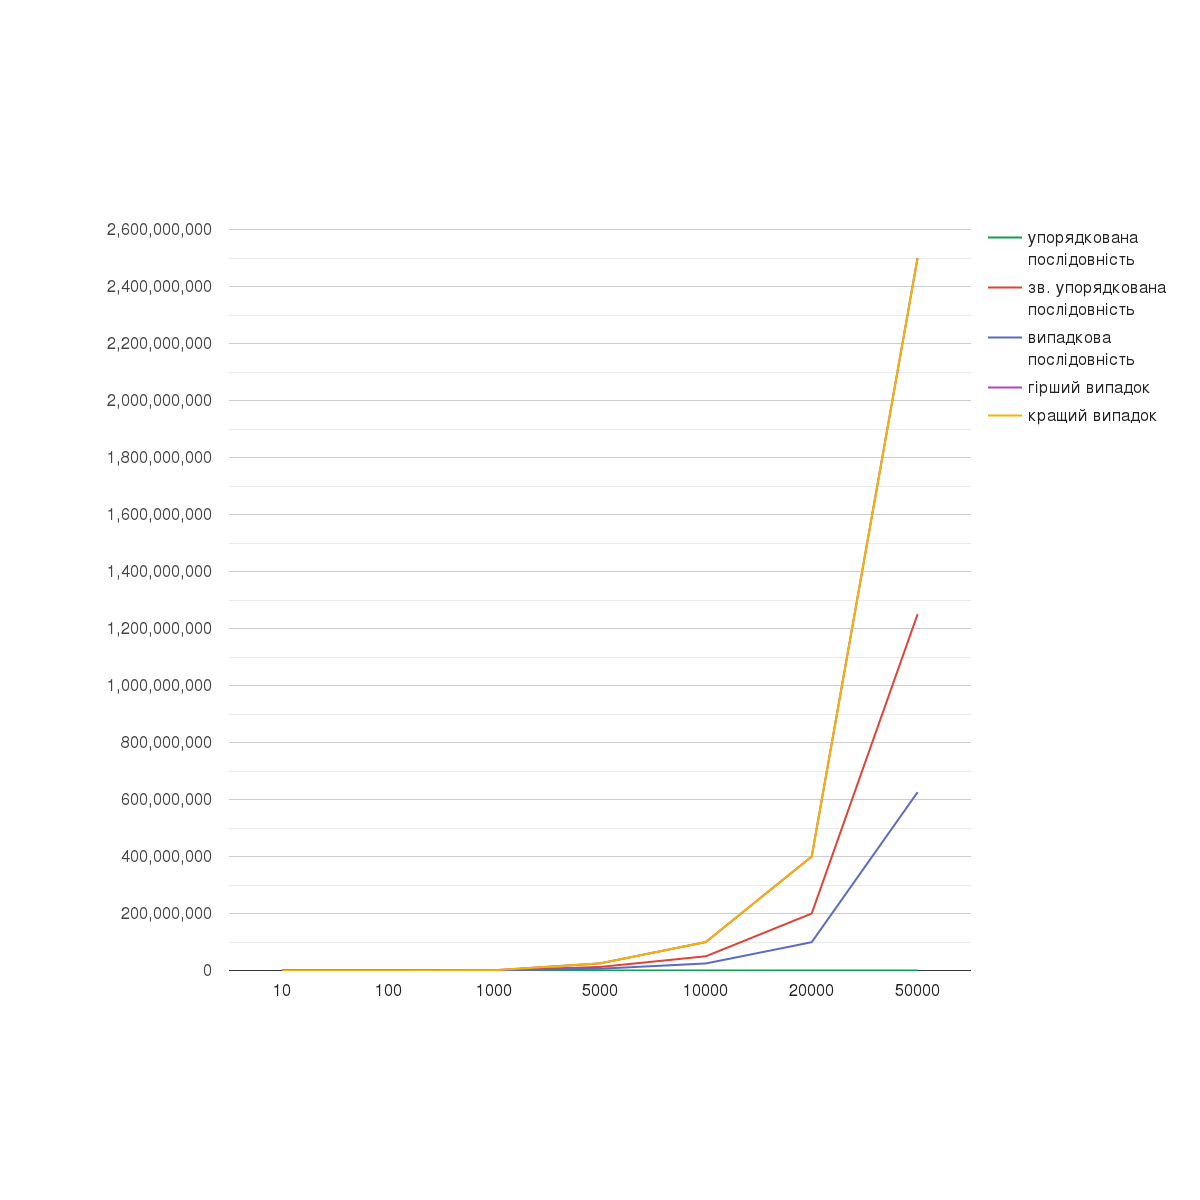 2,600,000,000
2,400,000,000
2,200,000,000
2,000,000,000
1,800,000,000
1,600,000,000
1,400,000,000
1,200,000,000
1,000,000,000
800,000,000
600,000,000
400,000,000
200,000,000
0
10 100 1000 5000 10000 20000 50000
упорядкована
послідовність
зв. упорядкована
послідовність
випадкова
послідовність
гірший випадок
кращий випадок